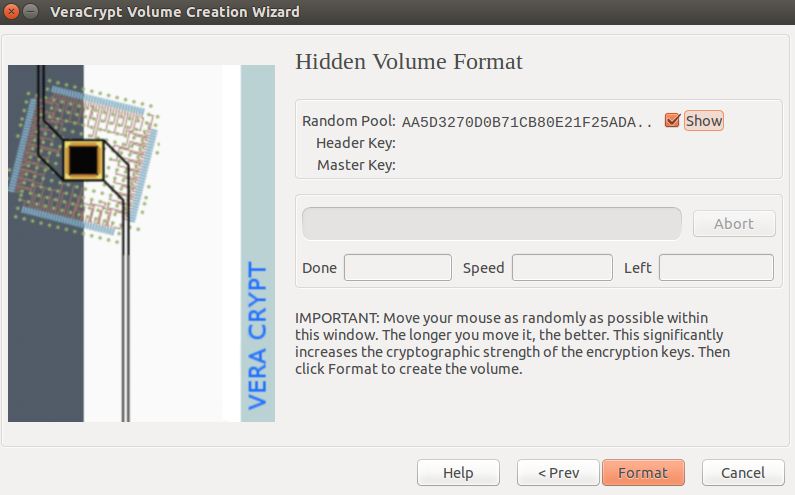 VeraCrypt Volume Creation Wizard
Hidden Volume Format
Random Pool: AA5D3270D0B71CB80E21F25ADA.. Show
Header Key:
Master Key:
Abort
Done Speed Left
VERA CRYPT
IMPORTANT: Move your mouse as randomly as possible within
this window. The longer you move it, the better. This significantly
increases the cryptographic strength of the encryption keys. Then
click Format to create the volume.
Help < Prev Format Cancel